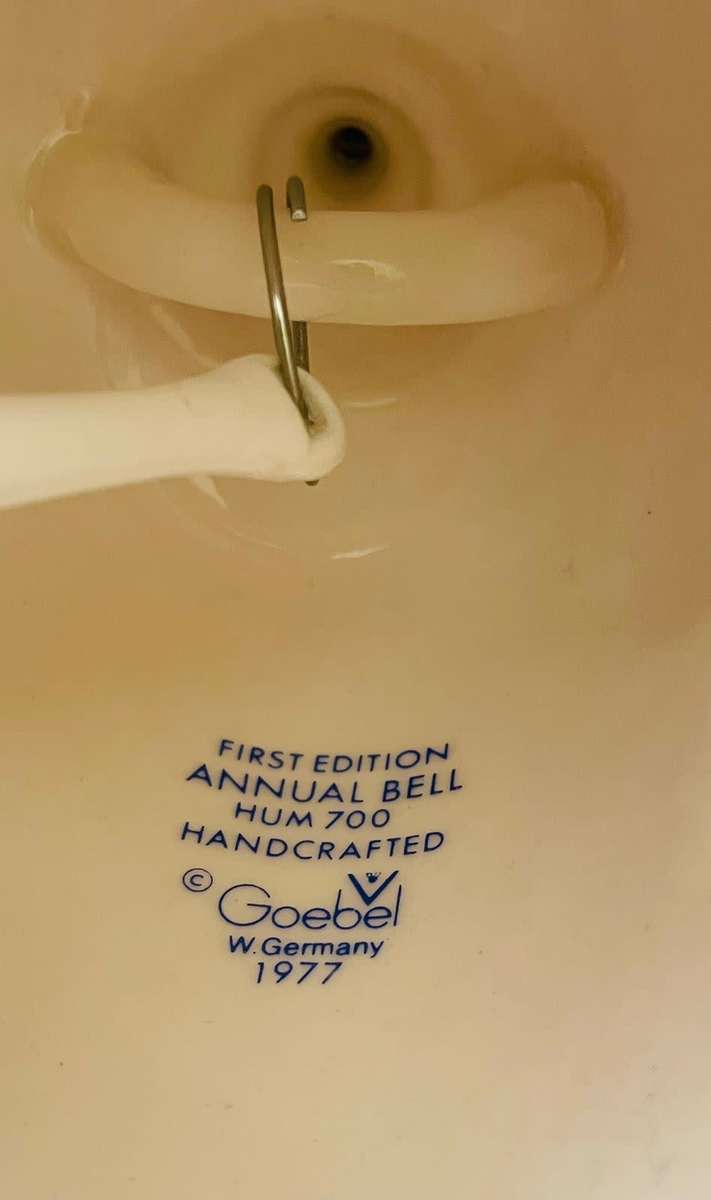 FIRST EDITION
ANNUAL BELL
HUM 700
HANDCRAFTED
© Goebel
W. Germany
1977